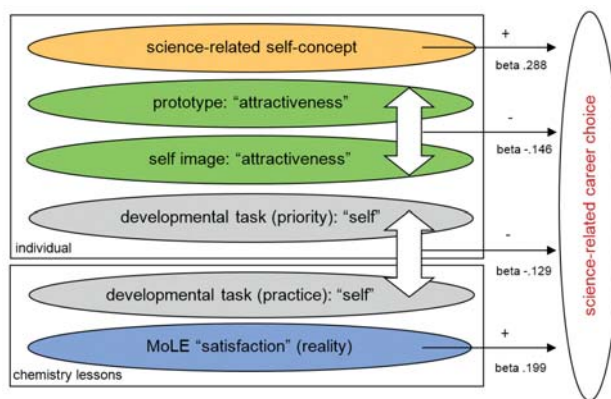 science-related self-concept
+
beta .288
prototype: “attractiveness”
-
beta -.146
self image: “attractiveness”
developmental task (priority): “self”
individual
-
beta -.129
developmental task (practice): “self”
MoLE “satisfaction” (reality)
+
beta .199
chemistry lessons
science-related career choice